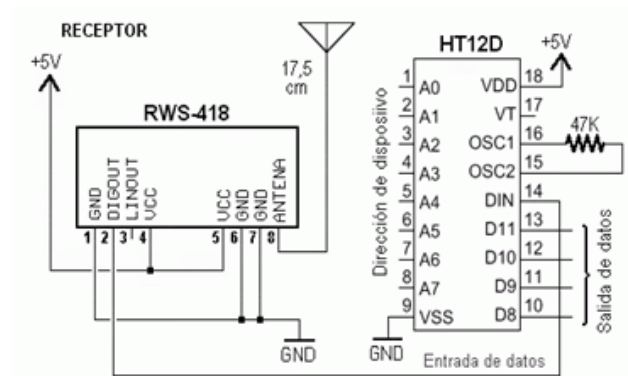 RECEPTOR
+5V
17,5
cm
RWS-418
GND
DIGOUT
LINOUT
VCC
VCC
GND
GND
ANTENA
1 2 3 4 5 6 7 8
GND
HT12D
+5V
Dirección de dispositivo
1 A0 VDD 18
2 A1 VT 17
3 A2 OSC1 16
47K
4 A3 OSC2 15
5 A4 DIN 14
6 A5 D11 13
7 A6 D10 12
8 A7 D9 11
9 VSS D8 10
Salida de datos
GND
Entrada de datos